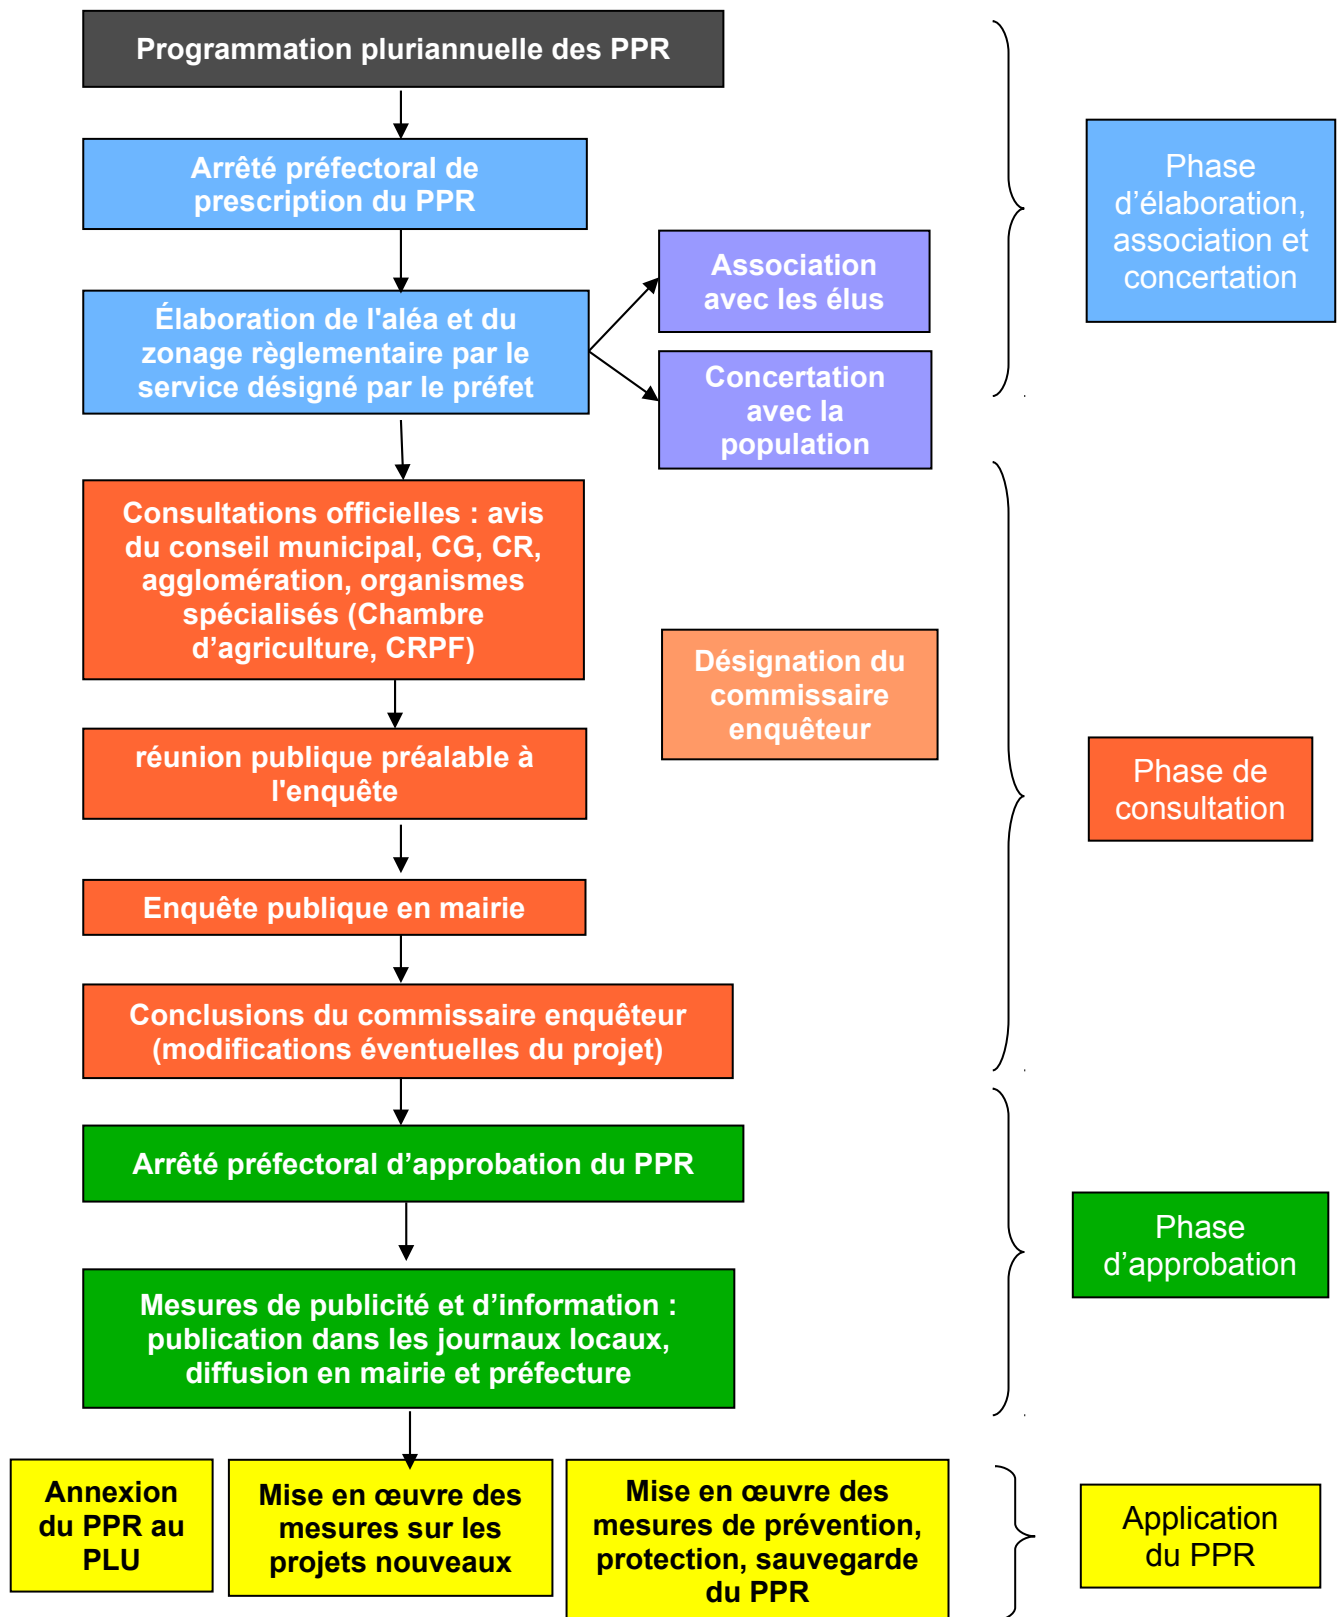 Programmation pluriannuelle des PPR
Arrêté préfectoral de
prescription du PPR
Élaboration de l'aléa et du
zonage règlementaire par le
service désigné par le préfet
Association
avec les élus
Concertation
avec la
population
Phase
d’élaboration,
association et
concertation
Consultations officielles : avis
du conseil municipal, CG, CR,
agglomération, organismes
spécialisés (Chambre
d’agriculture, CRPF)
Désignation du
commissaire
enquêteur
réunion publique préalable à
l'enquête
Enquête publique en mairie
Conclusions du commissaire enquêteur
(modifications éventuelles du projet)
Phase de
consultation
Arrêté préfectoral d’approbation du PPR
Mesures de publicité et d’information :
publication dans les journaux locaux,
diffusion en mairie et préfecture
Phase
d’approbation
Annexion
du PPR au
PLU
Mise en œuvre des
mesures sur les
projets nouveaux
Mise en œuvre des
mesures de prévention,
protection, sauvegarde
du PPR
Application
du PPR